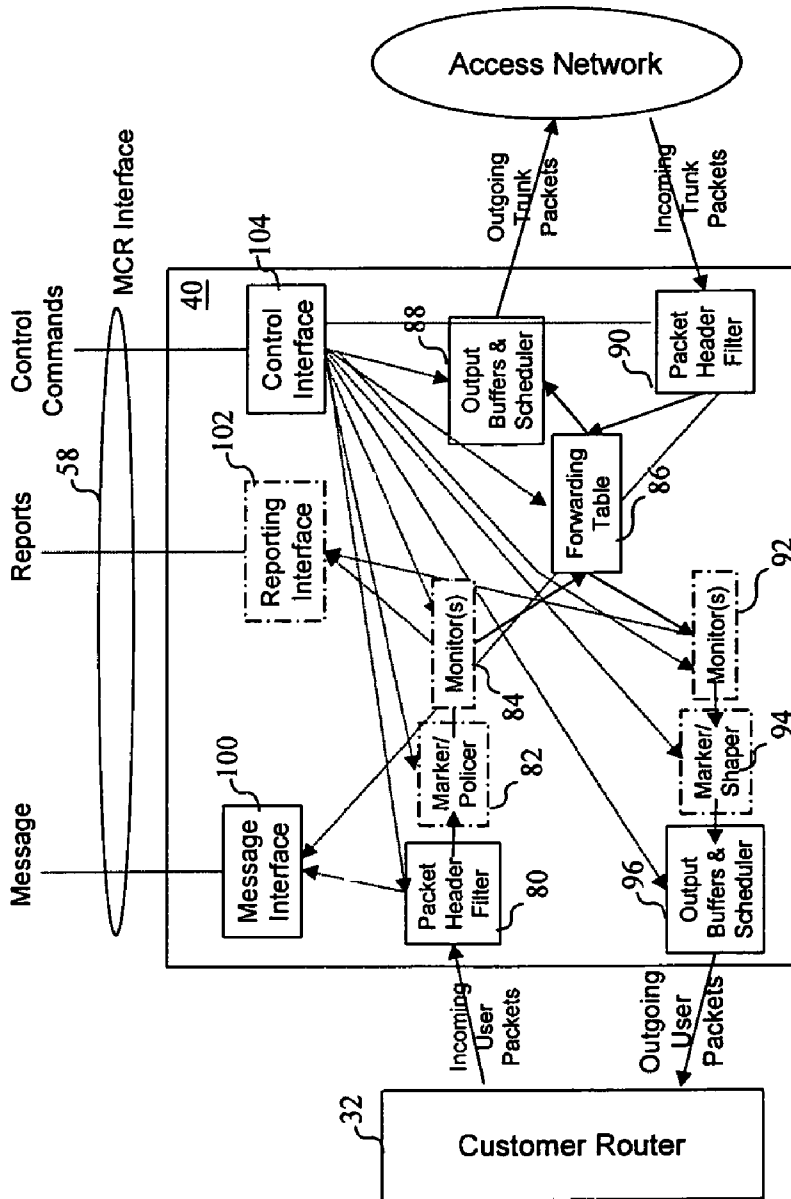 Message
Reports
Control
Commands
58
MCR Interface
100
Message
Interface
102
Reporting
Interface
104
Control
Interface
40
32
Customer Router
Incoming
User
Packets
Packet
Header
Filter
80
Marker/
Policer
82
Monitor(s)
84
Forwarding
Table
86
88
Output
Buffers &
Scheduler
Outgoing
Trunk
Packets
Access Network
Incoming
Trunk
Packets
90
Packet
Header
Filter
92
Monitor(s)
Marker/
Shaper
94
96
Output
Buffers &
Scheduler
Outgoing
User
Packets